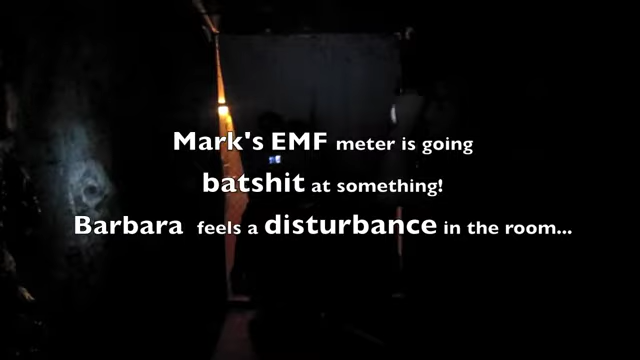 Mark's EMF meter is going
batshit at something!
Barbara feels a disturbance in the room...